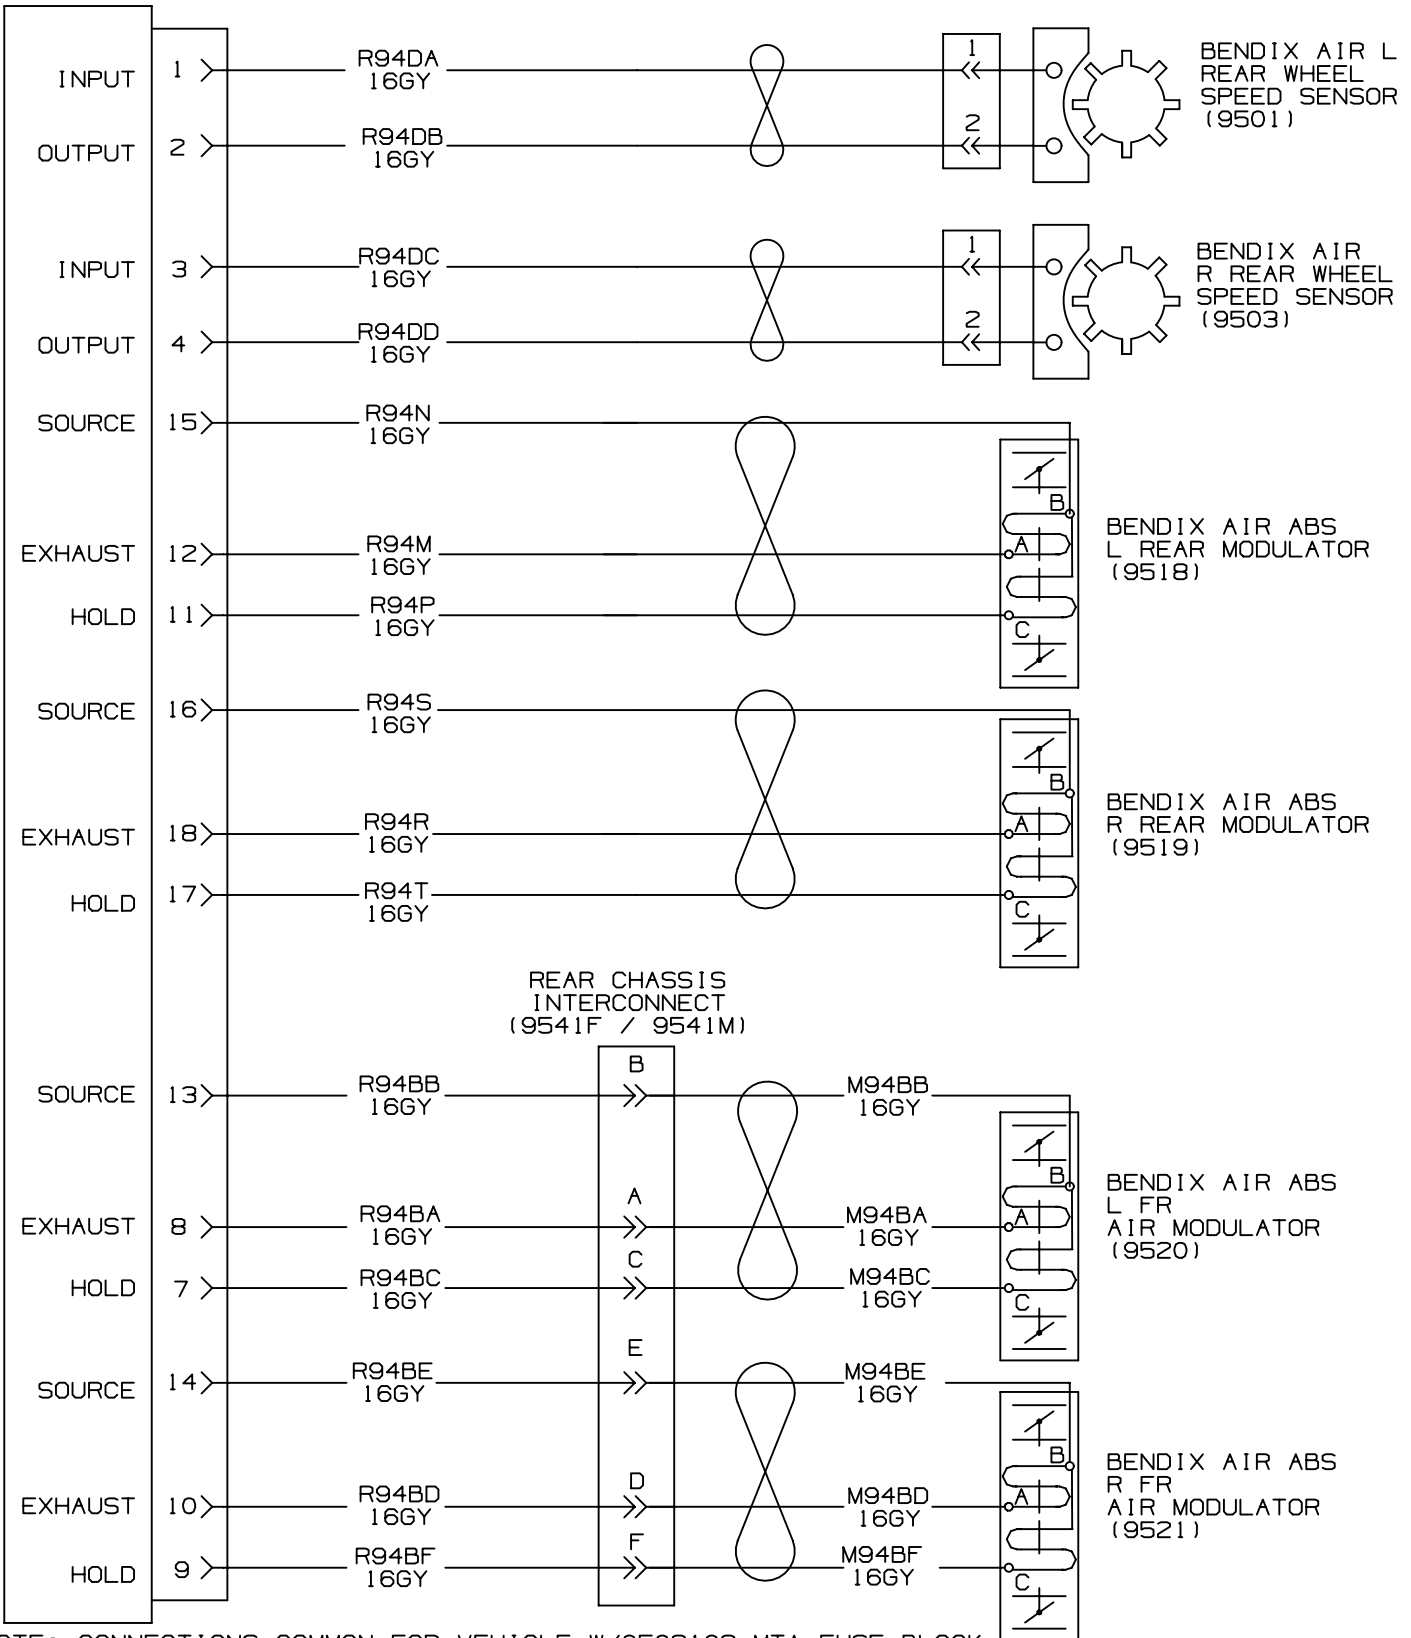 INPUT 1 R94DA 1 BENDIX AIR L
16GY REAR WHEEL
SPEED SENSOR
(9501)
OUTPUT 2 R94DB 2
16GY
INPUT 3 R94DC 1 BENDIX AIR
16GY R REAR WHEEL
SPEED SENSOR
(9503)
OUTPUT 4 R94DD 2
16GY
SOURCE 15 R94N
16GY
B
BENDIX AIR ABS
EXHAUST 12 R94M A L REAR MODULATOR
16GY (9518)
HOLD 11 R94P
16GY C
SOURCE 16 R94S
16GY
B
BENDIX AIR ABS
EXHAUST 18 R94R A R REAR MODULATOR
16GY (9519)
HOLD 17 R94T
16GY C
REAR CHASSIS
INTERCONNECT
(9541F / 9541M)
B
SOURCE 13 R94BB M94BB
16GY 16GY
B BENDIX AIR ABS
A L FR
EXHAUST 8 R94BA M94BA A AIR MODULATOR
16GY 16GY (9520)
C
HOLD 7 R94BC M94BC
16GY 16GY C
E
SOURCE 14 R94BE M94BE
16GY 16GY
B BENDIX AIR ABS
D R FR
EXHAUST 10 R94BD M94BD A AIR MODULATOR
16GY 16GY (9521)
F
HOLD 9 R94BF M94BF
16GY 16GY C
CONNECTIONS COMMON FOR VEHICLE